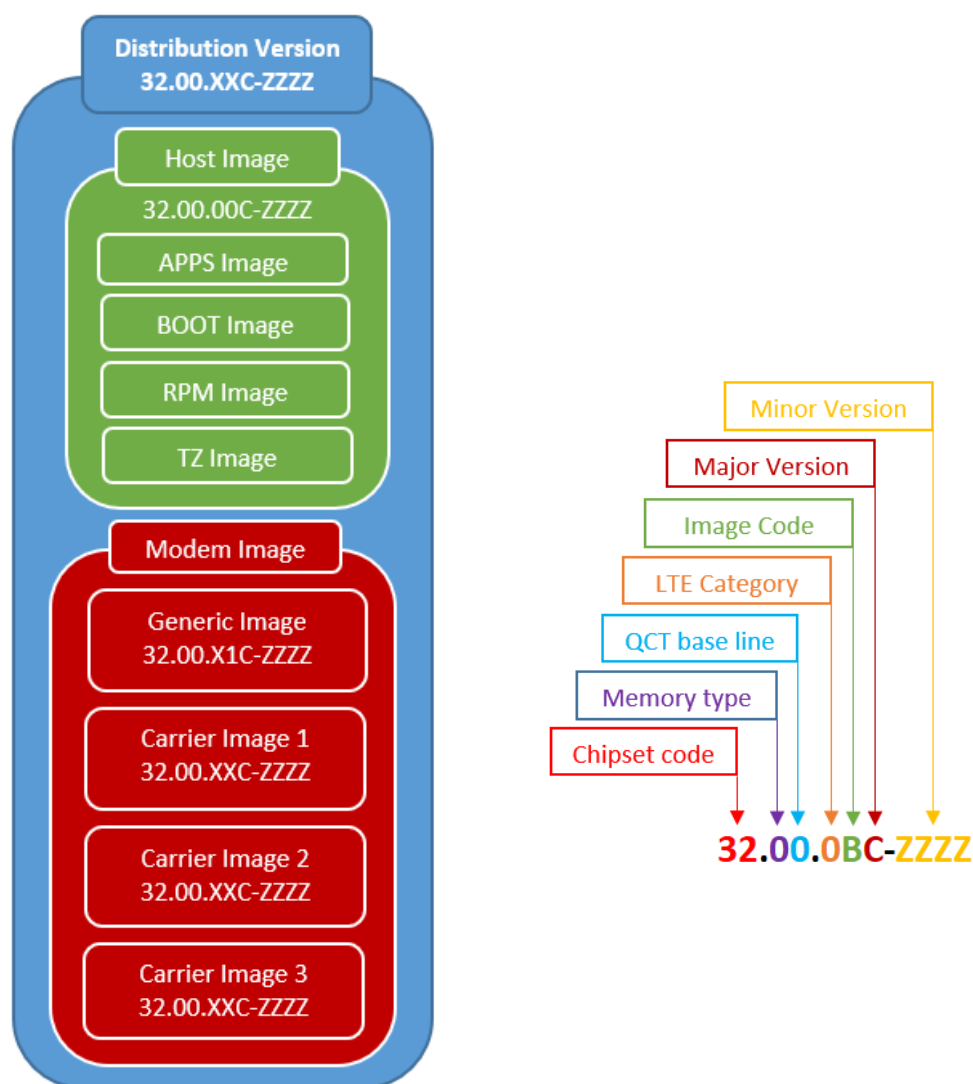 Distribution Version
32.00.XXC-ZZZZ
Host Image
32.00.00C-ZZZZ
APPS Image
BOOT Image
RPM Image
TZ Image
Modem Image
Generic Image
32.00.X1C-ZZZZ
Carrier Image 1
32.00.XXC-ZZZZ
Carrier Image 2
32.00.XXC-ZZZZ
Carrier Image 3
32.00.XXC-ZZZZ
Minor Version
Major Version
Image Code
LTE Category
QCT base line
Memory type
Chipset code
32.00.0BC-ZZZZ